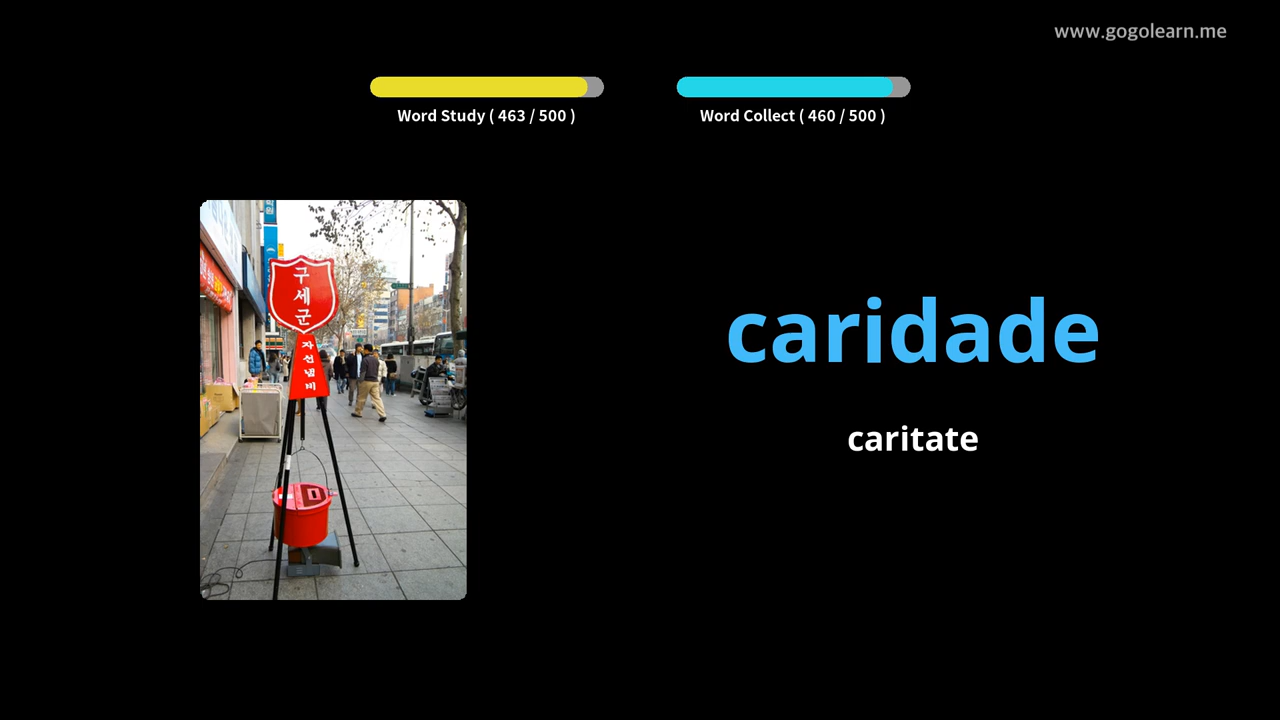 www.gogolearn.me
Word Study ( 463 / 500 )
Word Collect ( 460 / 500 )
구세군
자선냄비
caridade
caritate